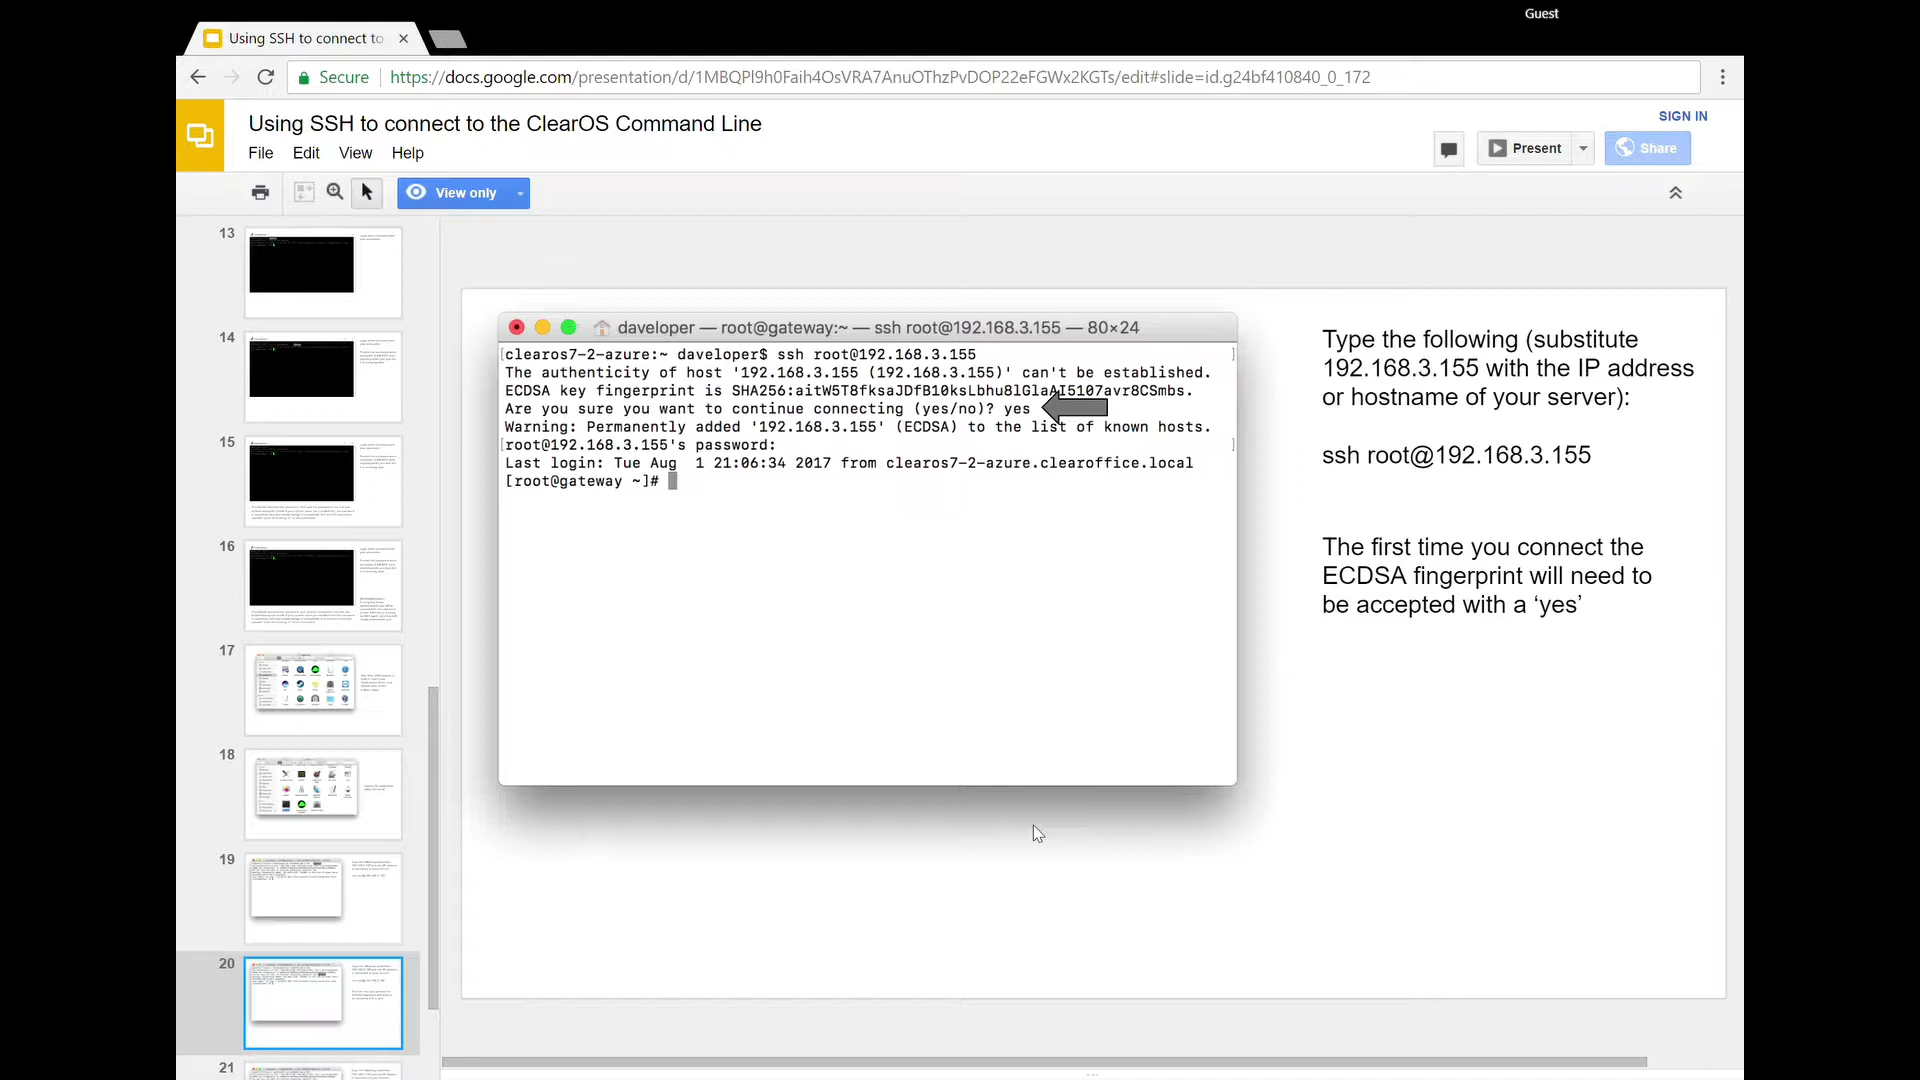 Guest
Using SSH to connect to
Secure
https://docs.google.com/presentation/d/1MBQPl9h0Faih4OsVRA7AnuOThzPvDOP22eFGWx2KGTs/edit#slide=id.g24bf410840_0_172
Using SSH to connect to the ClearOS Command Line
SIGN IN
File Edit View Help
Present
Share
View only
13
14
15
16
17
18
19
20
21
daveloper — root@gateway:~ — ssh root@192.168.3.155 — 80×24
clearos7-2-azure:~ daveloper$ ssh root@192.168.3.155
The authenticity of host '192.168.3.155 (192.168.3.155)' can't be established.
ECDSA key fingerprint is SHA256:aitW5T8fksaJDfB10ksLbhu8lGlaAI5107avr8CSmbs.
Are you sure you want to continue connecting (yes/no)? yes
Warning: Permanently added '192.168.3.155' (ECDSA) to the list of known hosts.
root@192.168.3.155's password:
Last login: Tue Aug  1 21:06:34 2017 from clearos7-2-azure.clearoffice.local
[root@gateway ~]#
Type the following (substitute
192.168.3.155 with the IP address
or hostname of your server):
ssh root@192.168.3.155
The first time you connect the
ECDSA fingerprint will need to
be accepted with a ‘yes’